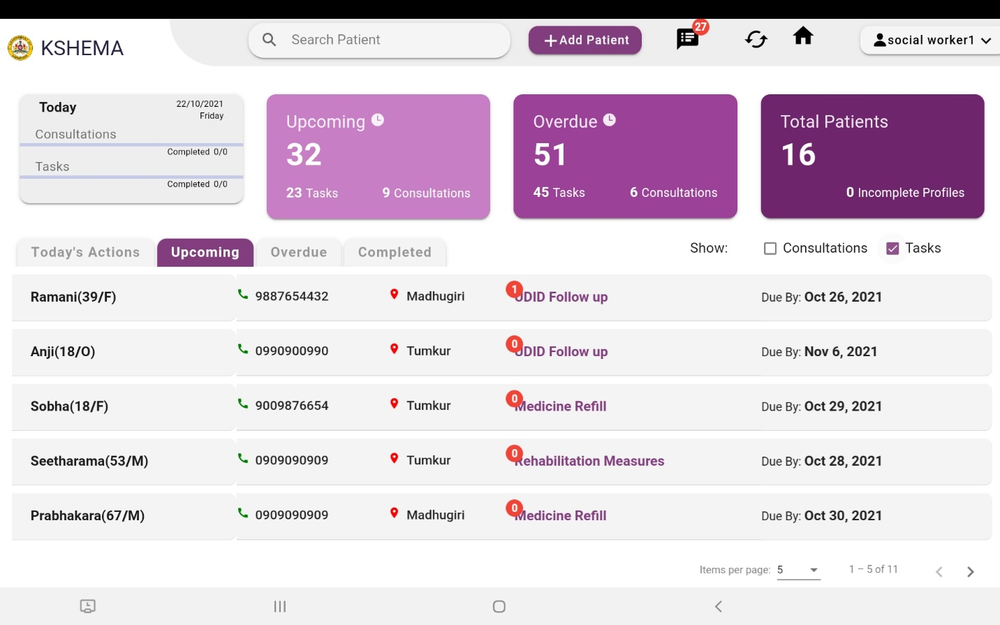 KSHEMA
Search Patient
+Add Patient
27
social worker1
Today
22/10/2021
Friday
Consultations
Completed 0/0
Tasks
Completed 0/0
Upcoming
32
23 Tasks 9 Consultations
Overdue
51
45 Tasks 6 Consultations
Total Patients
16
0 Incomplete Profiles
Today's Actions Upcoming Overdue Completed Show: Consultations Tasks
Ramani(39/F) 9887654432 Madhugiri 1 UDID Follow up Due By: Oct 26, 2021
Anji(18/O) 0990900990 Tumkur 0 UDID Follow up Due By: Nov 6, 2021
Sobha(18/F) 9009876654 Tumkur 0 Medicine Refill Due By: Oct 29, 2021
Seetharama(53/M) 0909090909 Tumkur 0 Rehabilitation Measures Due By: Oct 28, 2021
Prabhakara(67/M) 0909090909 Madhugiri 0 Medicine Refill Due By: Oct 30, 2021
Items per page: 5 1 – 5 of 11